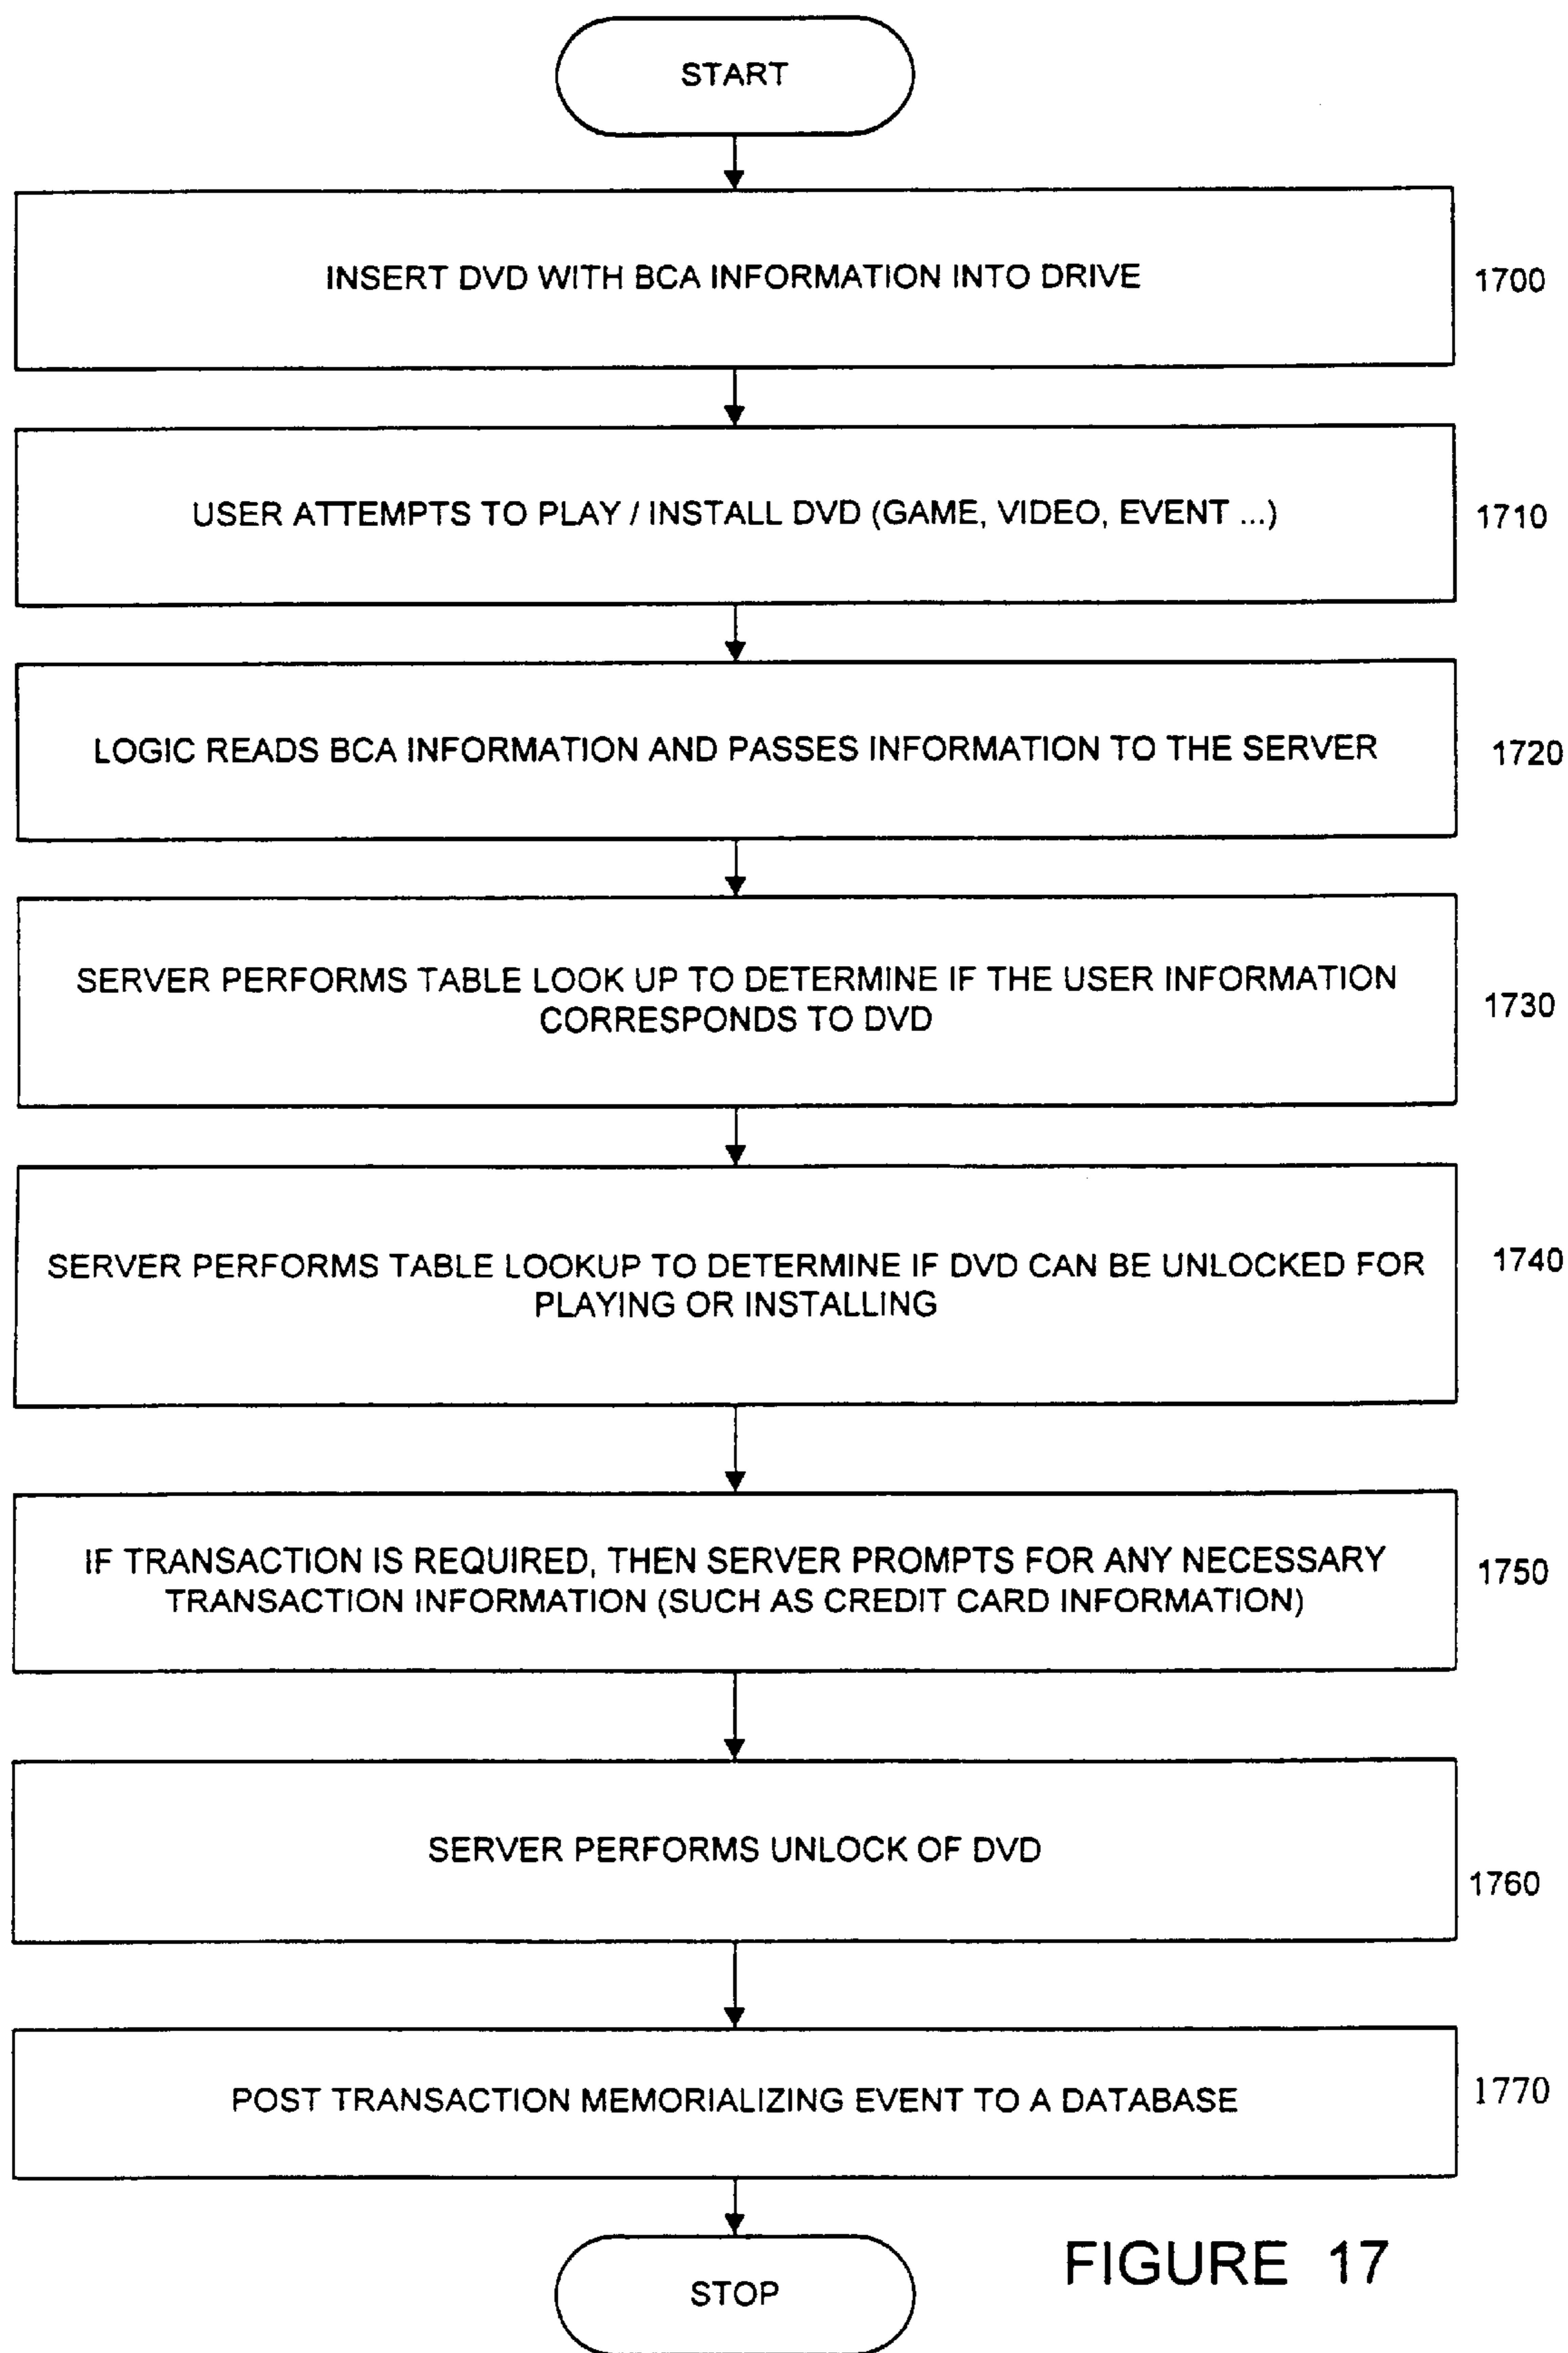 START
INSERT DVD WITH BCA INFORMATION INTO DRIVE
1700
USER ATTEMPTS TO PLAY / INSTALL DVD (GAME, VIDEO, EVENT ...)
1710
LOGIC READS BCA INFORMATION AND PASSES INFORMATION TO THE SERVER
1720
SERVER PERFORMS TABLE LOOK UP TO DETERMINE IF THE USER INFORMATION
CORRESPONDS TO DVD
1730
SERVER PERFORMS TABLE LOOKUP TO DETERMINE IF DVD CAN BE UNLOCKED FOR
PLAYING OR INSTALLING
1740
IF TRANSACTION IS REQUIRED, THEN SERVER PROMPTS FOR ANY NECESSARY
TRANSACTION INFORMATION (SUCH AS CREDIT CARD INFORMATION)
1750
SERVER PERFORMS UNLOCK OF DVD
1760
POST TRANSACTION MEMORIALIZING EVENT TO A DATABASE
1770
STOP
FIGURE 17